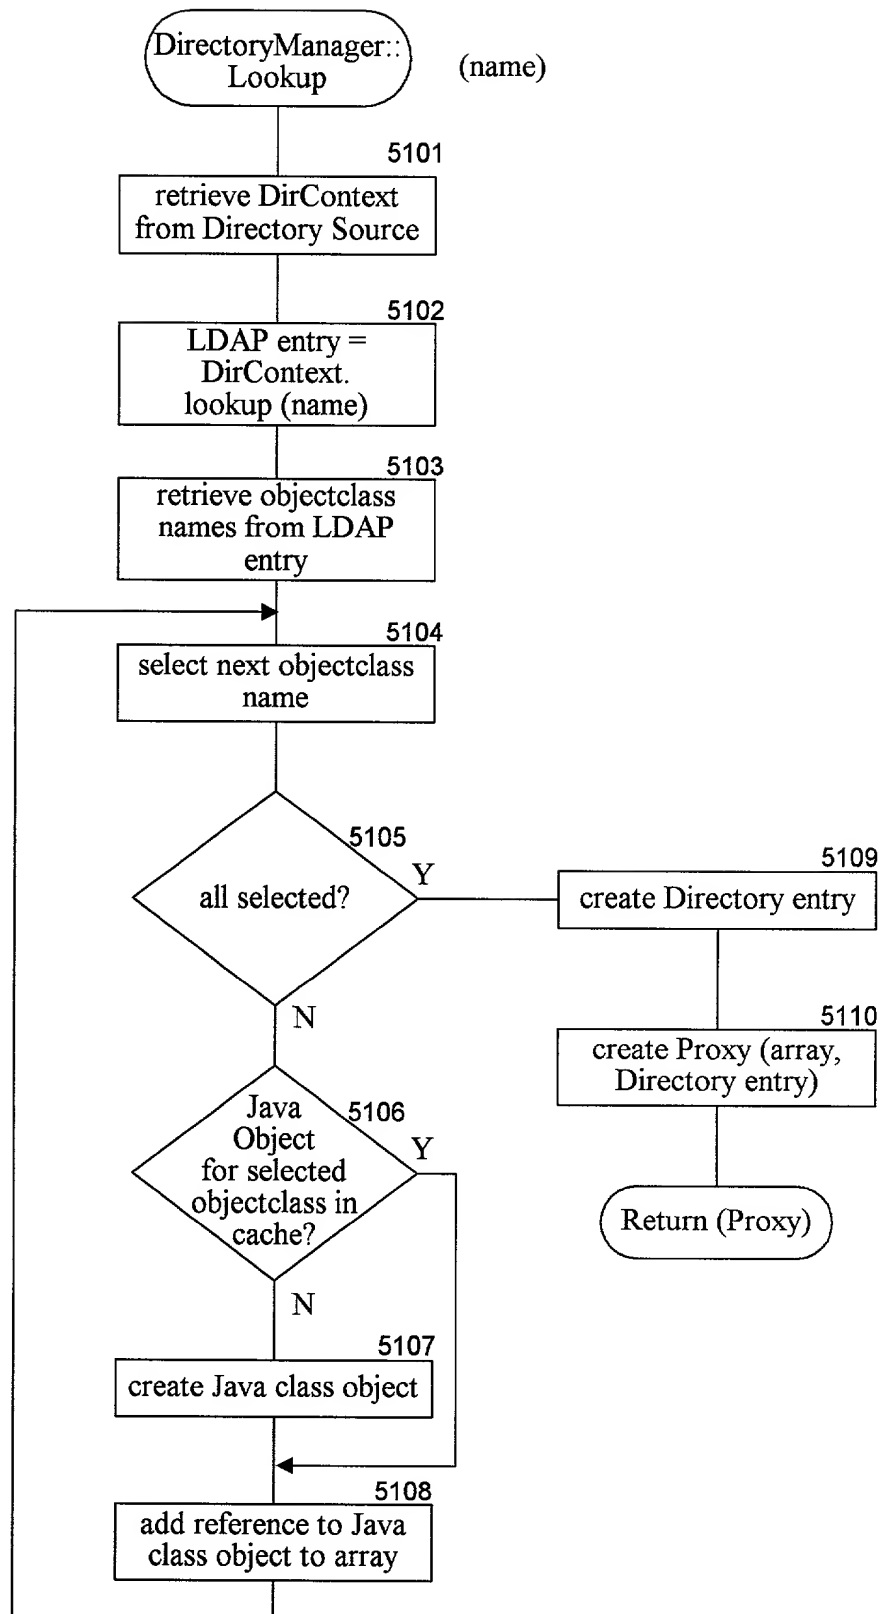 DirectoryManager::
Lookup
(name)
5101
retrieve DirContext
from Directory Source
5102
LDAP entry =
DirContext.
lookup (name)
5103
retrieve objectclass
names from LDAP
entry
5104
select next objectclass
name
5105
all selected?
Y
N
5109
create Directory entry
5110
create Proxy (array,
Directory entry)
Return (Proxy)
5106
Java
Object
for selected
objectclass in
cache?
Y
N
5107
create Java class object
5108
add reference to Java
class object to array